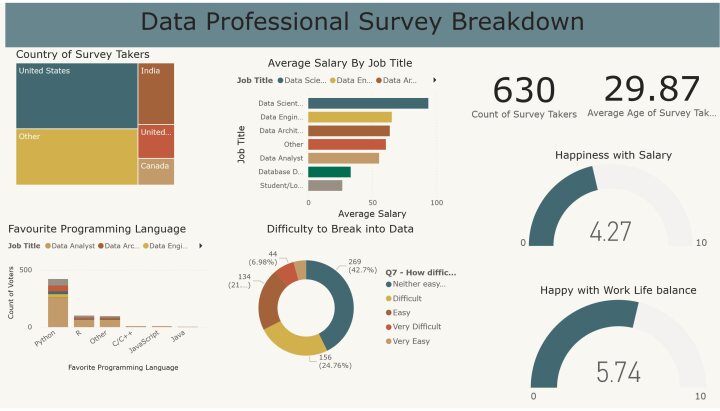 Data Professional Survey Breakdown
Country of Survey Takers
United States
India
Other
United...
Canada
Average Salary By Job Title
Job Title Data Scie... Data En... Data Ar...
Job Title
Data Scient...
Data Engin...
Data Archit...
Other
Data Analyst
Database D...
Student/Lo...
0 50 100
Average Salary
630
Count of Survey Takers
29.87
Average Age of Survey Tak...
Happiness with Salary
4.27
0 10
Favourite Programming Language
Job Title Data Analyst Data Arc... Data Engi...
Count of Voters
500
0
Python R Other C/C++ JavaScript Java
Favorite Programming Language
Difficulty to Break into Data
44
(6.98%)
269
(42.7%)
134
(21....)
156
(24.76%)
Q7 - How diffic...
Neither easy...
Difficult
Easy
Very Difficult
Very Easy
Happy with Work Life balance
5.74
0 10